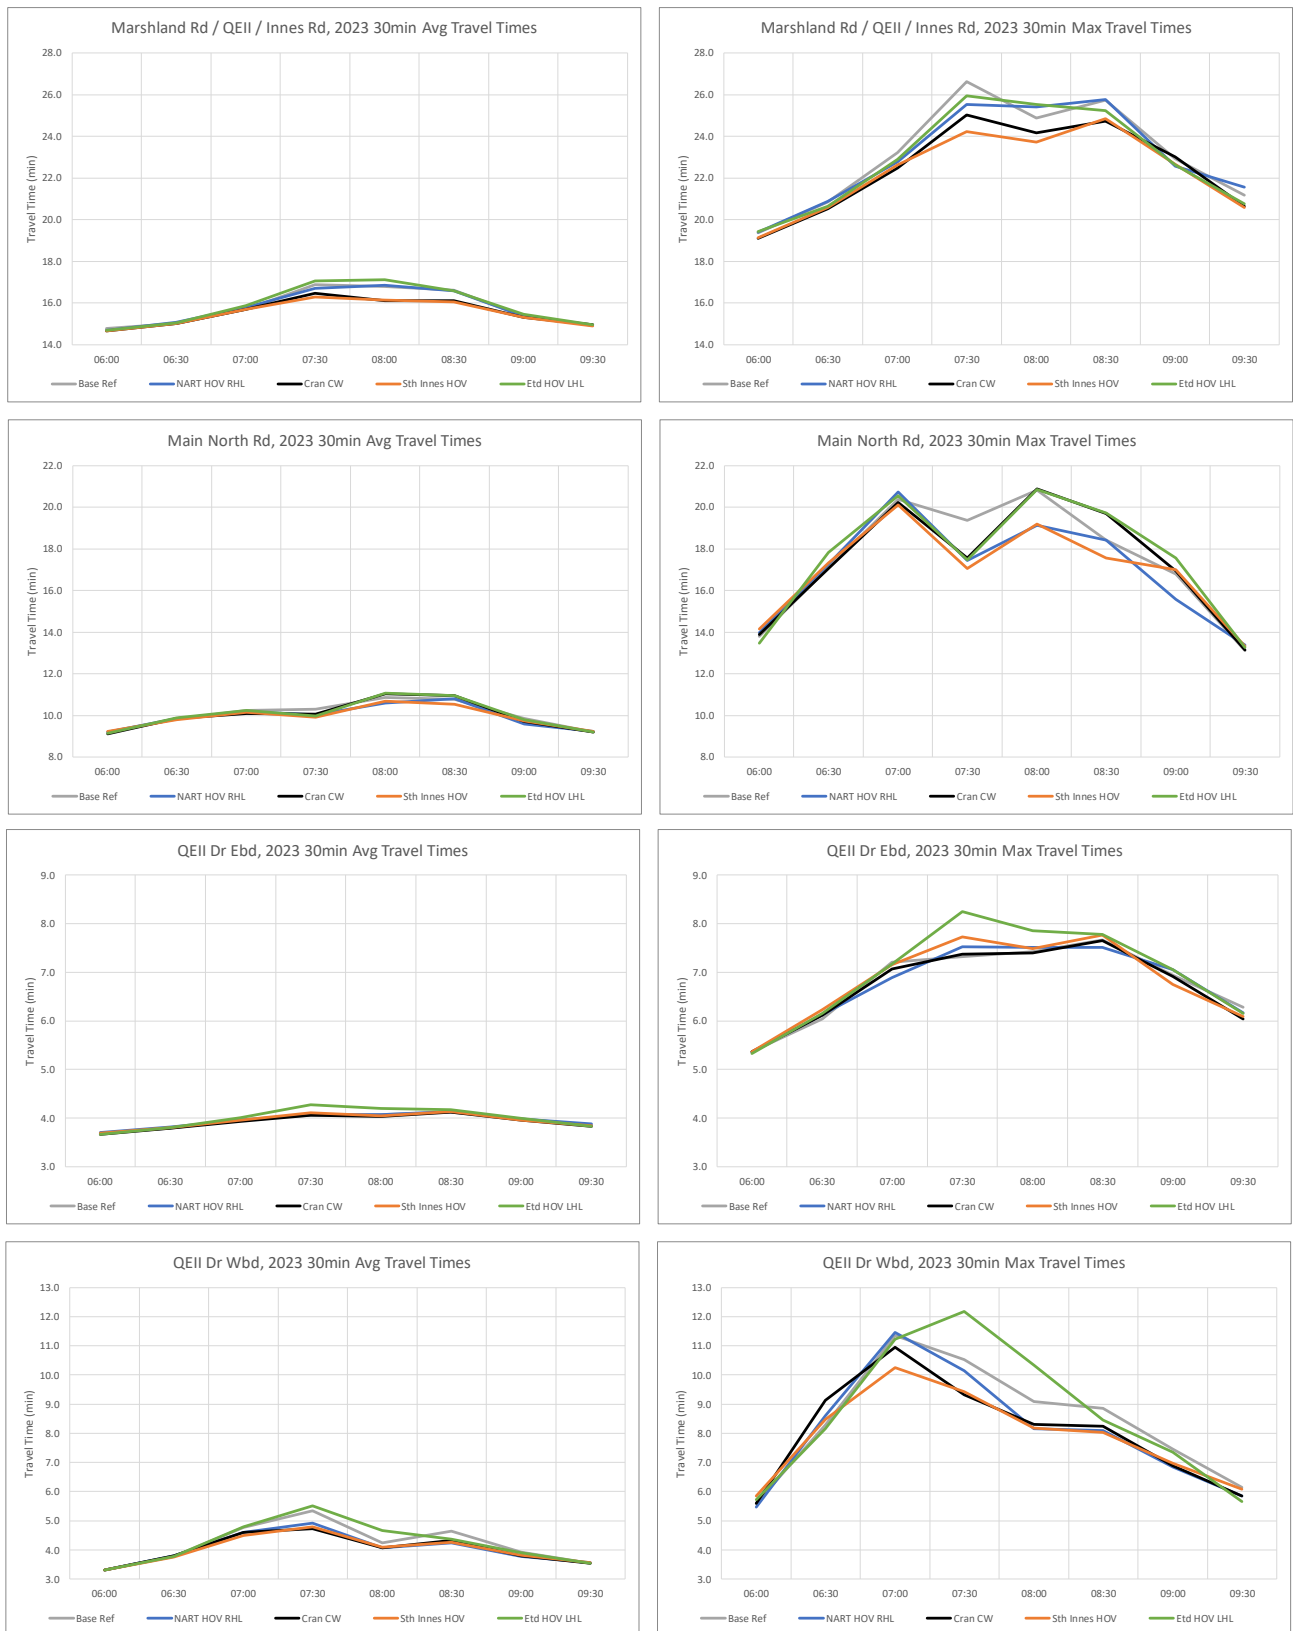 Marshland Rd / QEII / Innes Rd, 2023 30min Avg Travel Times
Travel Time (min)
28.0
26.0
24.0
22.0
20.0
18.0
16.0
14.0
06:00 06:30 07:00 07:30 08:00 08:30 09:00 09:30
Base Ref NART HOV RHL Cran CW Sth Innes HOV Etd HOV LHL
Marshland Rd / QEII / Innes Rd, 2023 30min Max Travel Times
Travel Time (min)
28.0
26.0
24.0
22.0
20.0
18.0
16.0
14.0
06:00 06:30 07:00 07:30 08:00 08:30 09:00 09:30
Base Ref NART HOV RHL Cran CW Sth Innes HOV Etd HOV LHL
Main North Rd, 2023 30min Avg Travel Times
Travel Time (min)
22.0
20.0
18.0
16.0
14.0
12.0
10.0
8.0
06:00 06:30 07:00 07:30 08:00 08:30 09:00 09:30
Base Ref NART HOV RHL Cran CW Sth Innes HOV Etd HOV LHL
Main North Rd, 2023 30min Max Travel Times
Travel Time (min)
22.0
20.0
18.0
16.0
14.0
12.0
10.0
8.0
06:00 06:30 07:00 07:30 08:00 08:30 09:00 09:30
Base Ref NART HOV RHL Cran CW Sth Innes HOV Etd HOV LHL
QEII Dr Ebd, 2023 30min Avg Travel Times
Travel Time (min)
9.0
8.0
7.0
6.0
5.0
4.0
3.0
06:00 06:30 07:00 07:30 08:00 08:30 09:00 09:30
Base Ref NART HOV RHL Cran CW Sth Innes HOV Etd HOV LHL
QEII Dr Ebd, 2023 30min Max Travel Times
Travel Time (min)
9.0
8.0
7.0
6.0
5.0
4.0
3.0
06:00 06:30 07:00 07:30 08:00 08:30 09:00 09:30
Base Ref NART HOV RHL Cran CW Sth Innes HOV Etd HOV LHL
QEII Dr Wbd, 2023 30min Avg Travel Times
Travel Time (min)
13.0
12.0
11.0
10.0
9.0
8.0
7.0
6.0
5.0
4.0
3.0
06:00 06:30 07:00 07:30 08:00 08:30 09:00 09:30
Base Ref NART HOV RHL Cran CW Sth Innes HOV Etd HOV LHL
QEII Dr Wbd, 2023 30min Max Travel Times
Travel Time (min)
13.0
12.0
11.0
10.0
9.0
8.0
7.0
6.0
5.0
4.0
3.0
06:00 06:30 07:00 07:30 08:00 08:30 09:00 09:30
Base Ref NART HOV RHL Cran CW Sth Innes HOV Etd HOV LHL